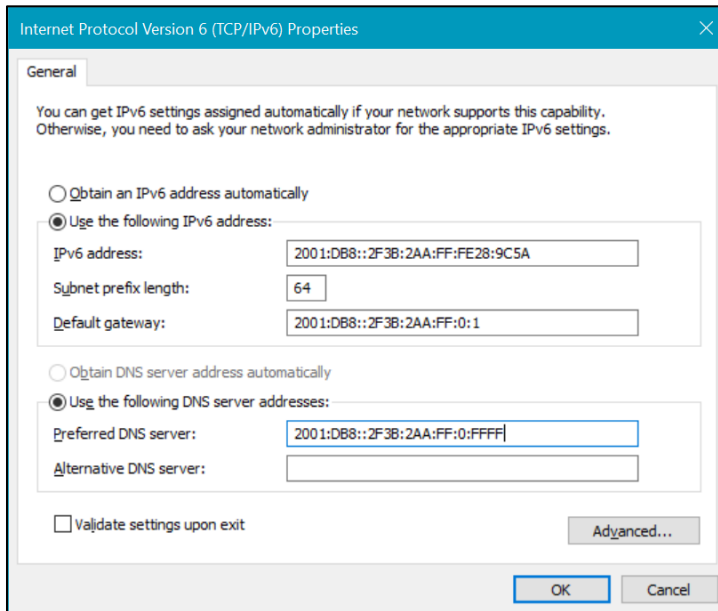 Internet Protocol Version 6 (TCP/IPv6) Properties
General
You can get IPv6 settings assigned automatically if your network supports this capability.
Otherwise, you need to ask your network administrator for the appropriate IPv6 settings.
Obtain an IPv6 address automatically
Use the following IPv6 address:
IPv6 address: 2001:DB8::2F3B:2AA:FF:FE28:9C5A
Subnet prefix length: 64
Default gateway: 2001:DB8::2F3B:2AA:FF:0:1
Obtain DNS server address automatically
Use the following DNS server addresses:
Preferred DNS server: 2001:DB8::2F3B:2AA:FF:0:FFFF
Alternative DNS server:
Validate settings upon exit
Advanced...
OK Cancel